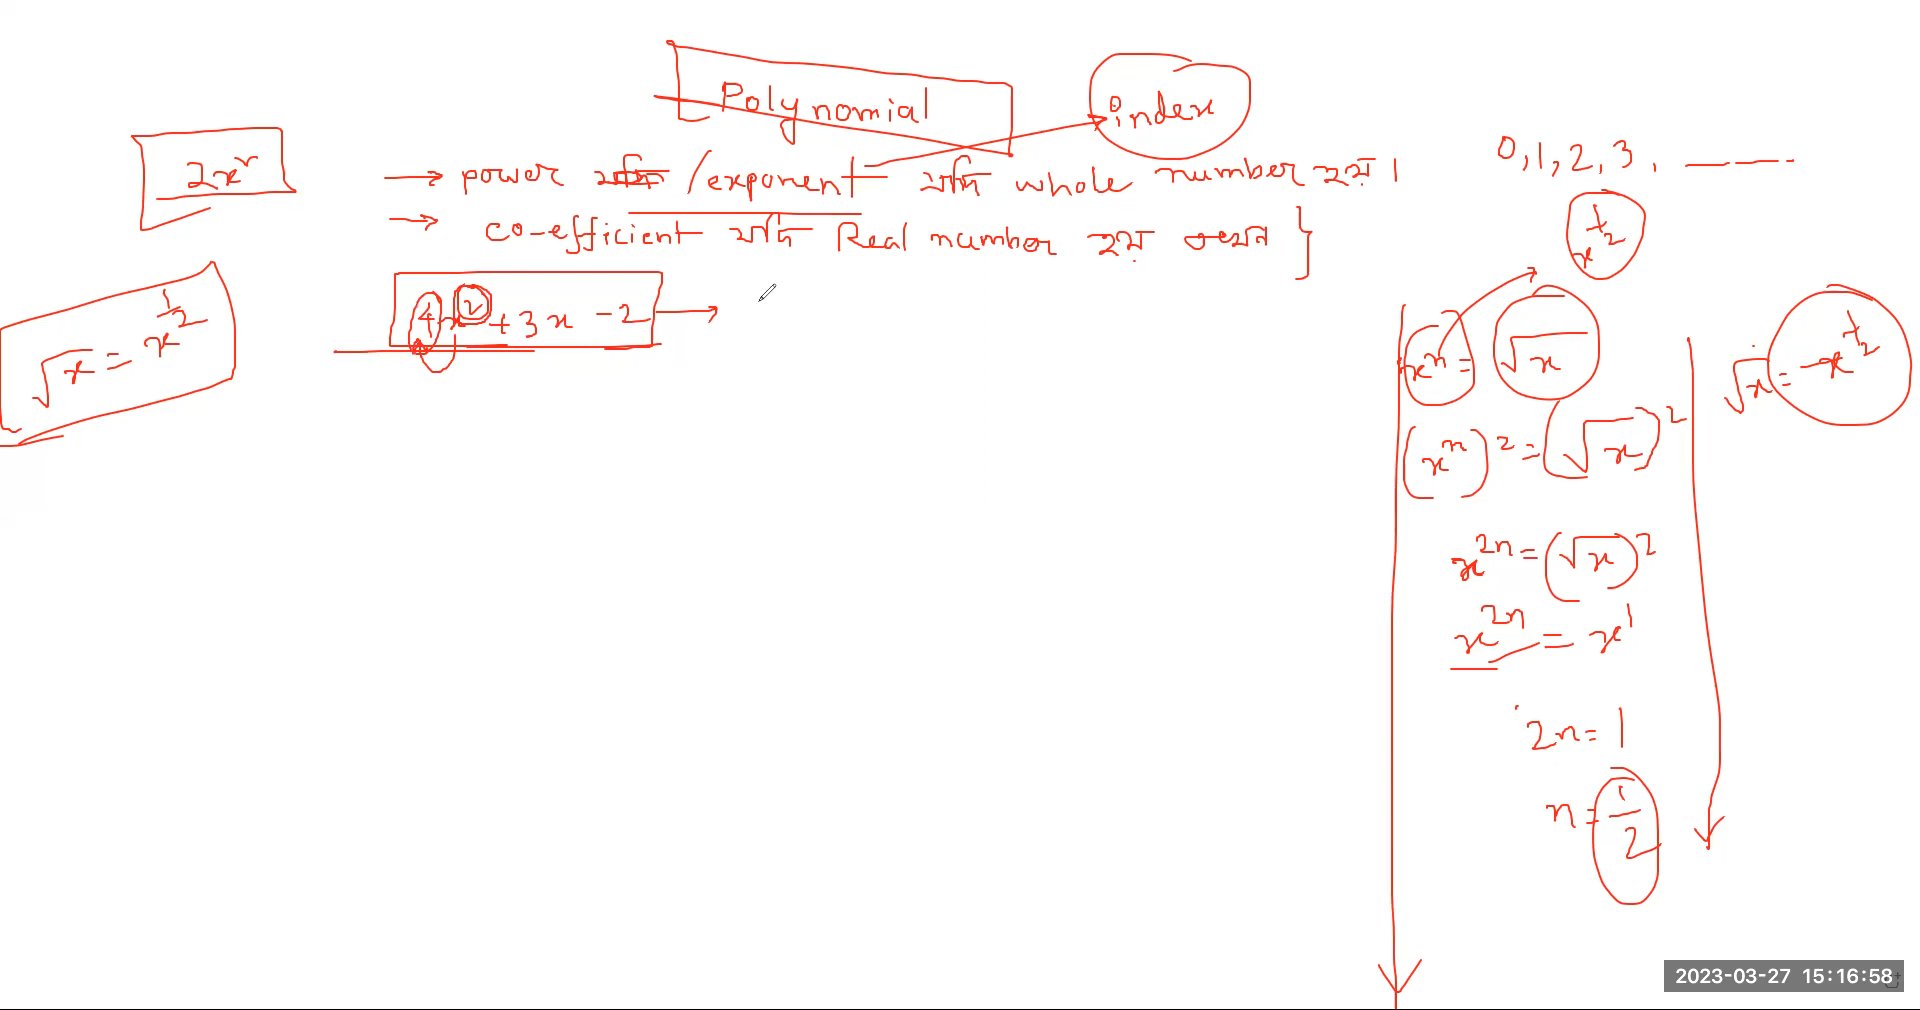 Polynomial
index
→ power /exponent যদি whole number হয়।
0, 1, 2, 3, ———
→ co-efficient যদি Real number হয় তখন }
2x²
4x² + 3x - 2 →
√x = x^1/2
x^1/2
xⁿ = √x
(xⁿ)² = (√x)²
x²ⁿ = (√x)²
x²ⁿ = x¹
2n = 1
n = 1/2
√x = x^1/2
2023-03-27 15:16:58